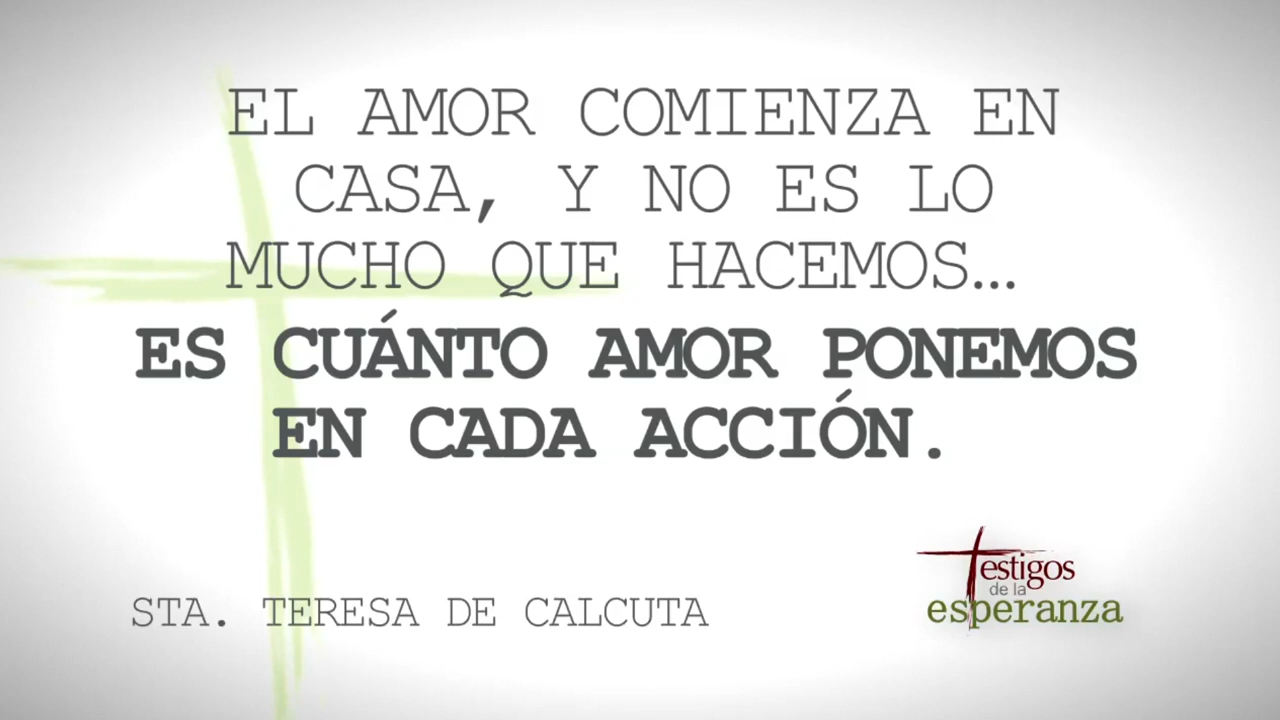 EL AMOR COMIENZA EN
CASA, Y NO ES LO
MUCHO QUE HACEMOS…
ES CUÁNTO AMOR PONEMOS
EN CADA ACCIÓN.
STA. TERESA DE CALCUTA
testigos
de la
esperanza